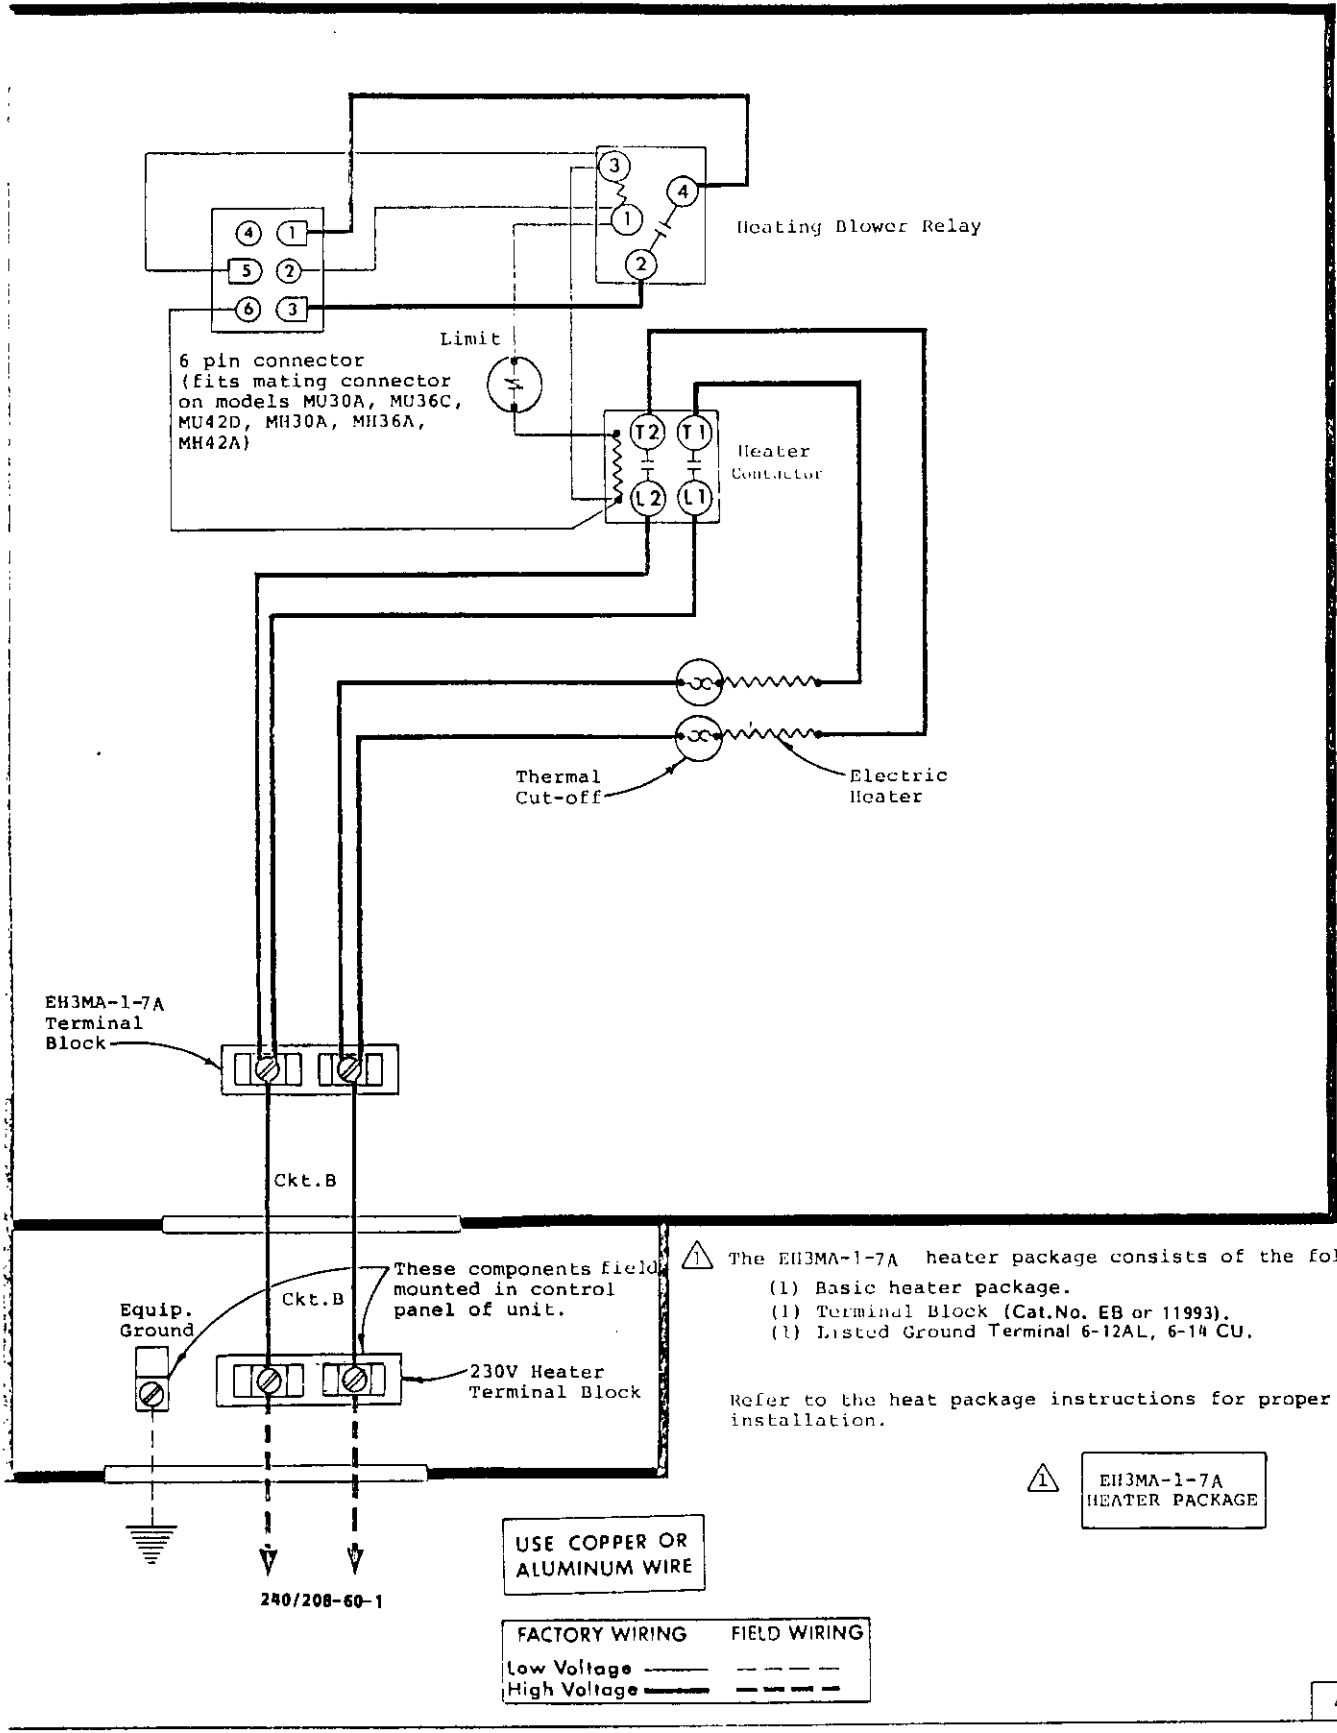 3
4
1
2
Heating Blower Relay
4 1
5 2
6 3
Limit
6 pin connector
(fits mating connector
on models MU30A, MU36C,
MU42D, MH30A, MH36A,
MH42A)
T2 T1
L2 L1
Heater
Contactor
Thermal
Cut-off
Electric
Heater
EH3MA-1-7A
Terminal
Block
Ckt.B
These components field
mounted in control
panel of unit.
Ckt.B
Equip.
Ground
230V Heater
Terminal Block
240/208-60-1
1 The EH3MA-1-7A heater package consists of the fol
(1) Basic heater package.
(1) Terminal Block (Cat.No. EB or 11993).
(1) Listed Ground Terminal 6-12AL, 6-14 CU.
Refer to the heat package instructions for proper
installation.
1 EH3MA-1-7A
HEATER PACKAGE
USE COPPER OR
ALUMINUM WIRE
FACTORY WIRING FIELD WIRING
Low Voltage
High Voltage